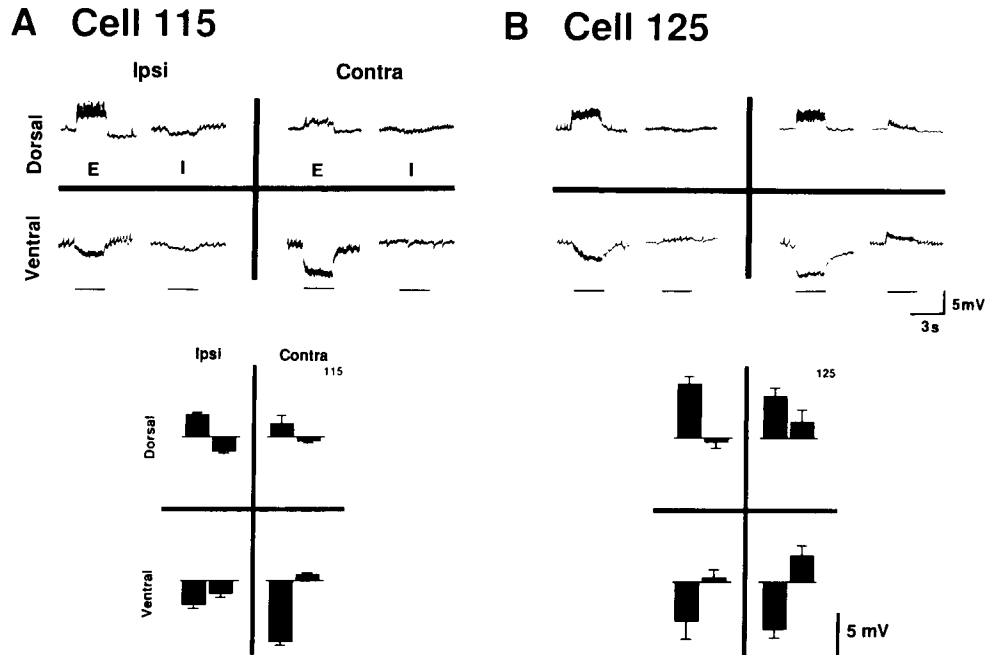 A Cell 115
B Cell 125
Ipsi
Contra
Dorsal
E
I
E
I
Ventral
5mV
3s
Ipsi
Contra
115
125
Dorsal
Ventral
5 mV